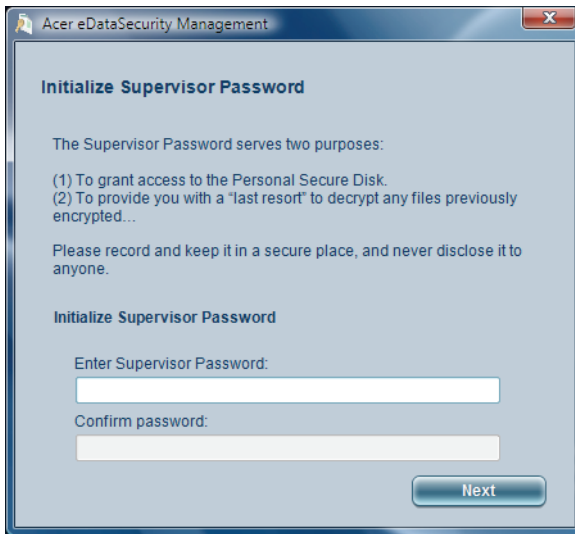 Acer eDataSecurity Management
Initialize Supervisor Password
The Supervisor Password serves two purposes:
(1) To grant access to the Personal Secure Disk.
(2) To provide you with a “last resort” to decrypt any files previously
encrypted...
Please record and keep it in a secure place, and never disclose it to
anyone.
Initialize Supervisor Password
Enter Supervisor Password:
Confirm password:
Next